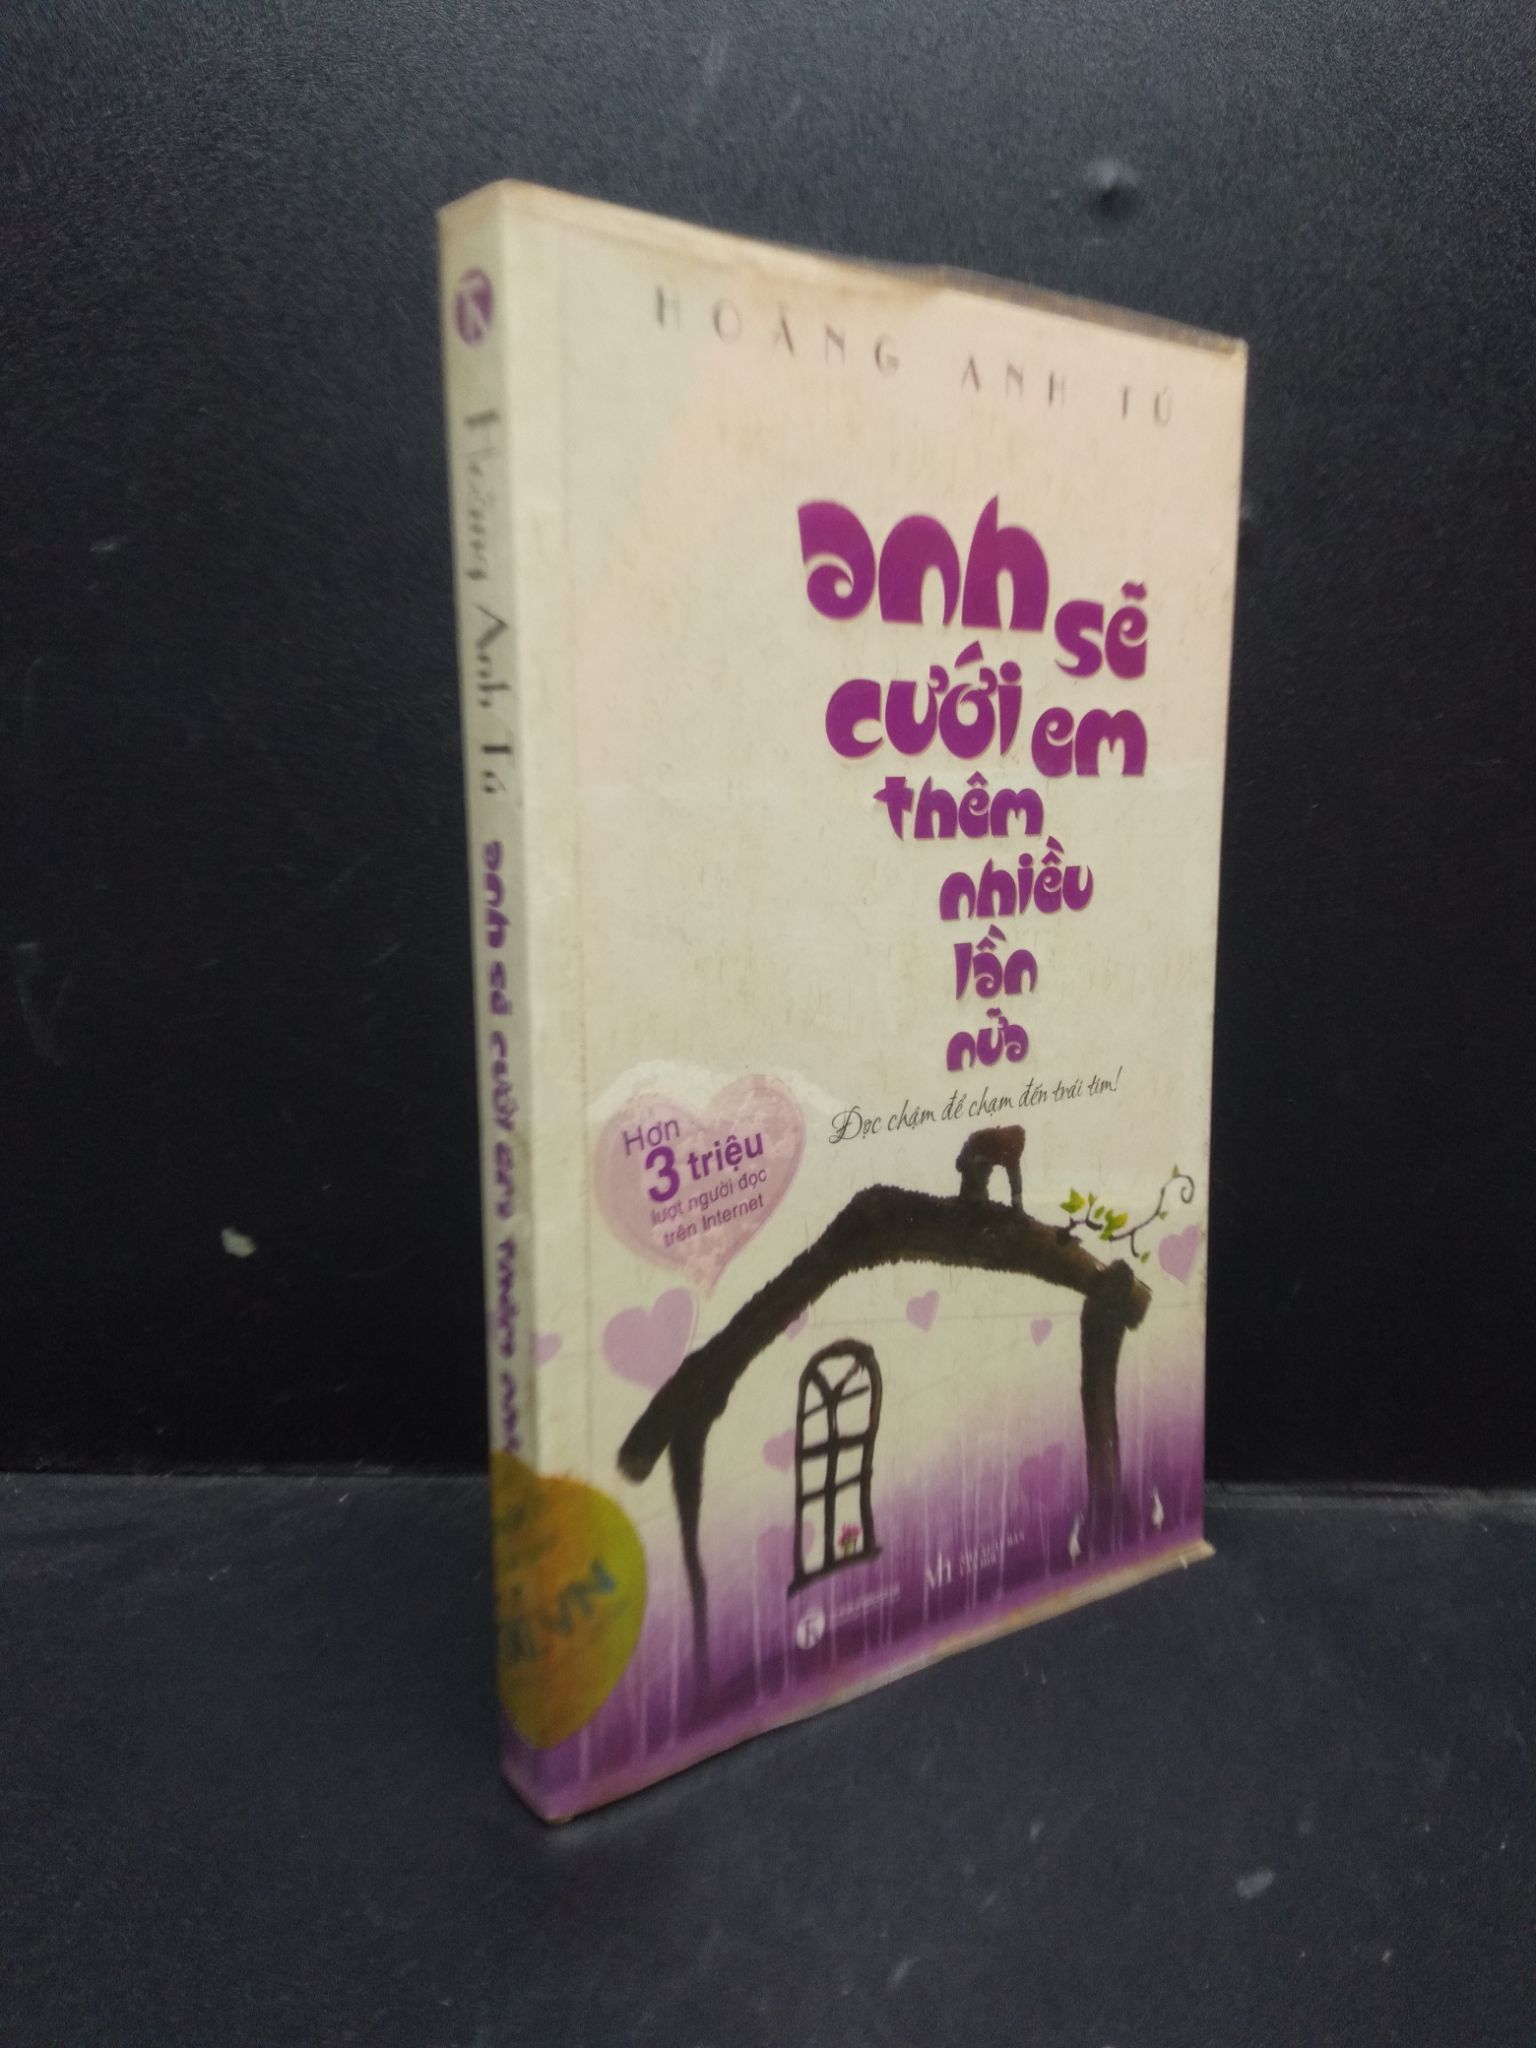 HOÀNG ANH TÚ
anh sẽ
cưới em
thêm
nhiều
lần
nữa
Đọc chậm để chạm đến trái tim!
Hơn
3 triệu
lượt người đọc
trên Internet
Hoàng Anh Tú anh sẽ cưới em thêm
.VN